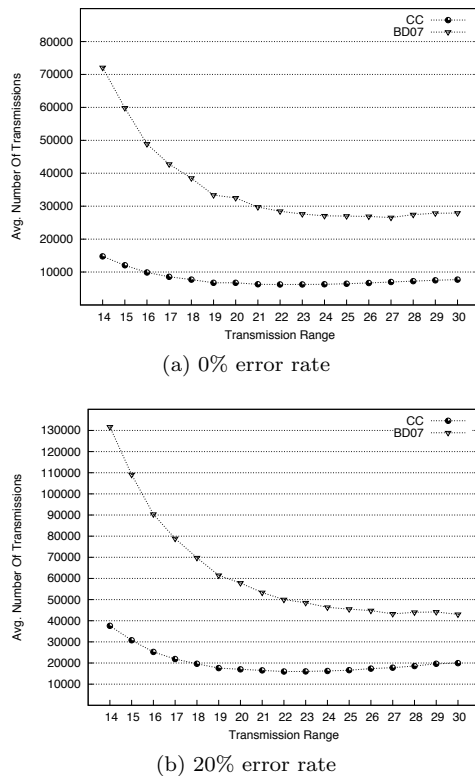 CC
BD07
80000
70000
60000
50000
40000
30000
20000
10000
Avg. Number Of Transmissions
14 15 16 17 18 19 20 21 22 23 24 25 26 27 28 29 30
Transmission Range
(a) 0% error rate
CC
BD07
130000
120000
110000
100000
90000
80000
70000
60000
50000
40000
30000
20000
10000
Avg. Number Of Transmissions
14 15 16 17 18 19 20 21 22 23 24 25 26 27 28 29 30
Transmission Range
(b) 20% error rate